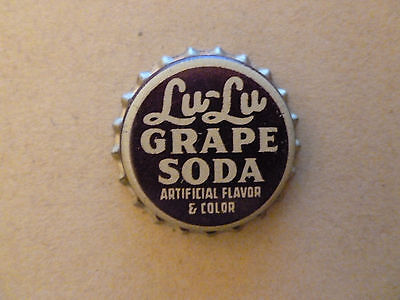 Lu-Lu
GRAPE
SODA
ARTIFICIAL FLAVOR
& COLOR